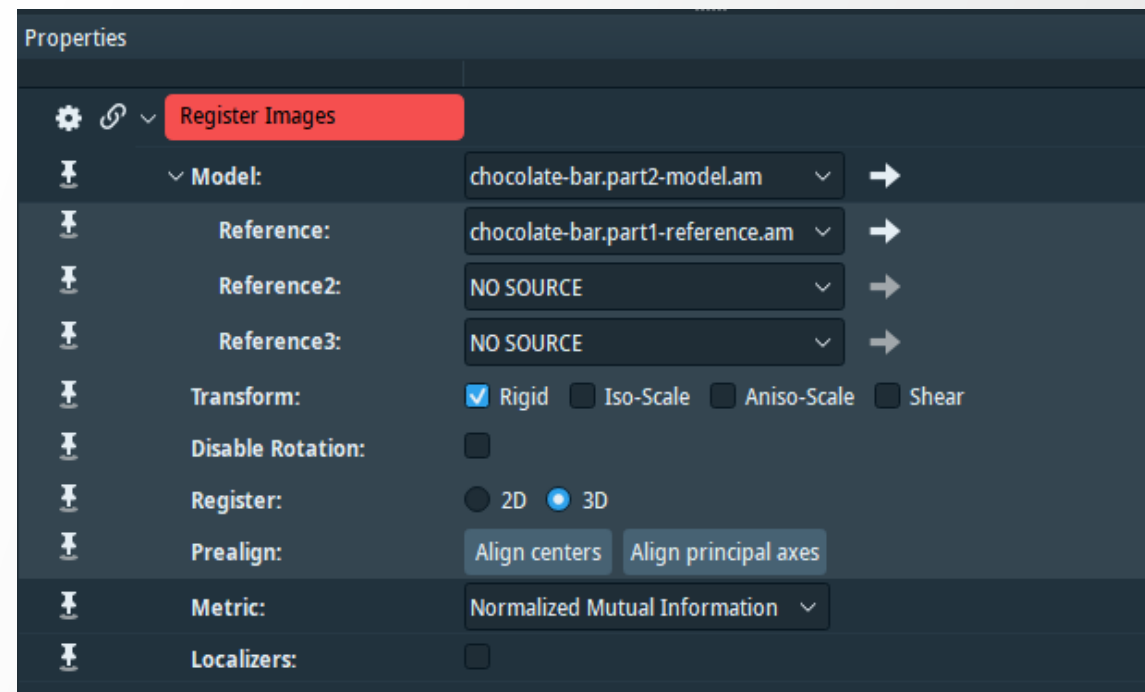 Properties
Register Images
Model: chocolate-bar.part2-model.am
Reference: chocolate-bar.part1-reference.am
Reference2: NO SOURCE
Reference3: NO SOURCE
Transform: Rigid Iso-Scale Aniso-Scale Shear
Disable Rotation:
Register: 2D 3D
Prealign: Align centers Align principal axes
Metric: Normalized Mutual Information
Localizers: